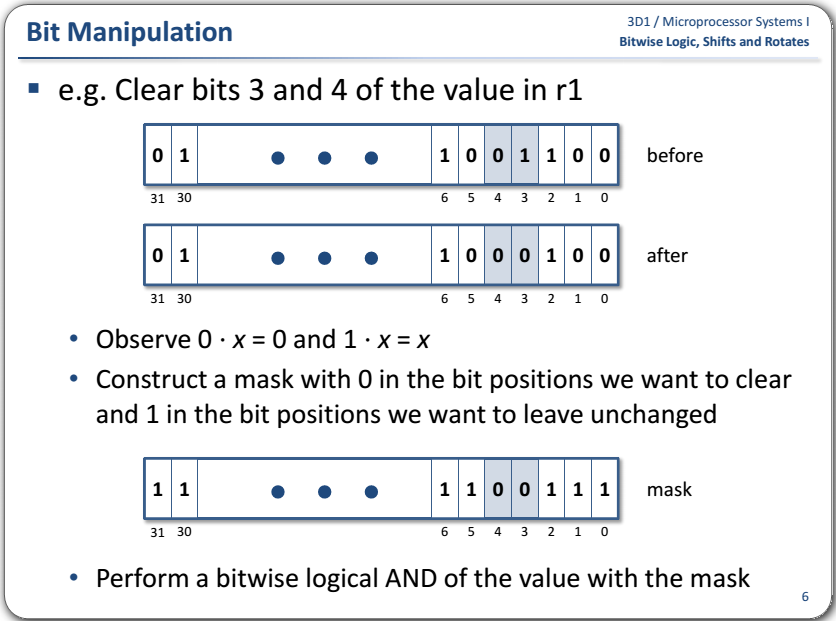 Bit Manipulation
3D1 / Microprocessor Systems I
Bitwise Logic, Shifts and Rotates
e.g. Clear bits 3 and 4 of the value in r1
0 1 1 0 0 1 1 0 0 before
31 30 6 5 4 3 2 1 0
0 1 1 0 0 0 1 0 0 after
31 30 6 5 4 3 2 1 0
• Observe 0 · x = 0 and 1 · x = x
• Construct a mask with 0 in the bit positions we want to clear
and 1 in the bit positions we want to leave unchanged
1 1 1 1 0 0 1 1 1 mask
31 30 6 5 4 3 2 1 0
• Perform a bitwise logical AND of the value with the mask
6